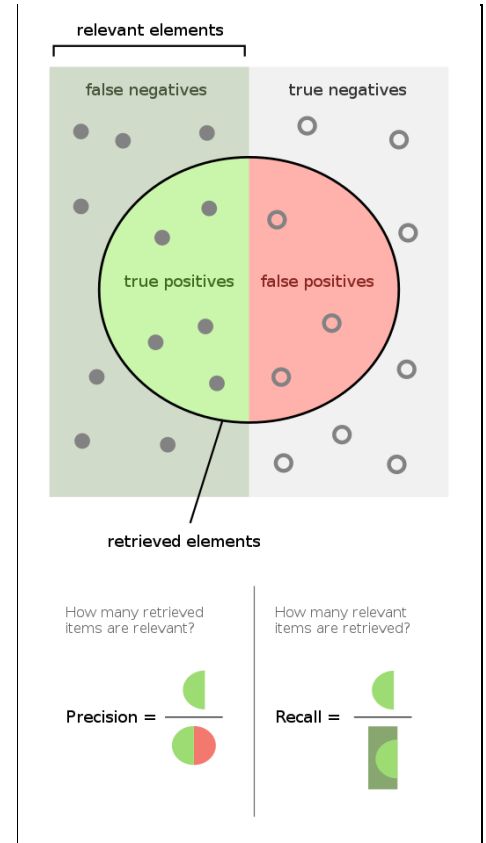 relevant elements
false negatives
true negatives
true positives
false positives
retrieved elements
How many retrieved
items are relevant?
How many relevant
items are retrieved?
Precision =
Recall =